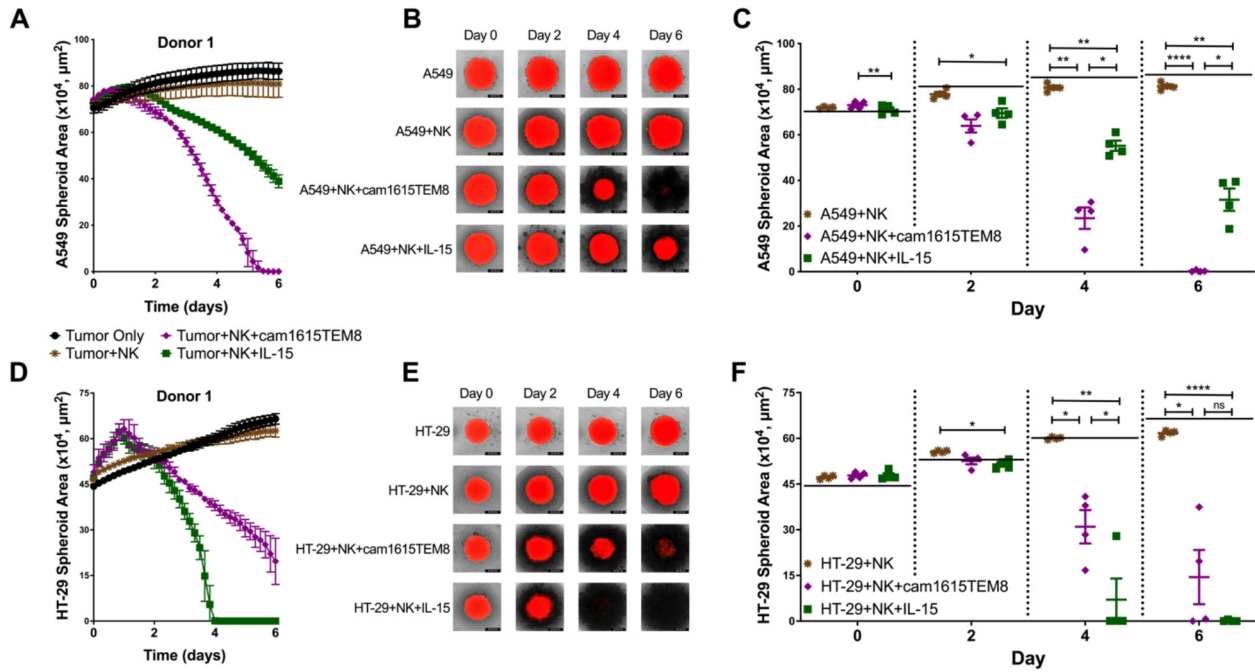 A
Donor 1
A549 Spheroid Area (x10⁴, μm²)
100
80
60
40
20
0
0 2 4 6
Time (days)
B
Day 0 Day 2 Day 4 Day 6
A549
A549+NK
A549+NK+cam1615TEM8
A549+NK+IL-15
C
A549 Spheroid Area (x10⁴, μm²)
100
80
60
40
20
0
**
*
**
** *
**
**** *
A549+NK
A549+NK+cam1615TEM8
A549+NK+IL-15
0 2 4 6
Day
Tumor Only Tumor+NK+cam1615TEM8
Tumor+NK Tumor+NK+IL-15
D
Donor 1
HT-29 Spheroid Area (x10⁴, μm²)
75
60
45
30
15
0
0 2 4 6
Time (days)
E
Day 0 Day 2 Day 4 Day 6
HT-29
HT-29+NK
HT-29+NK+cam1615TEM8
HT-29+NK+IL-15
F
HT-29 Spheroid Area (x10⁴, μm²)
75
60
45
30
15
0
*
**
* *
****
* ns
HT-29+NK
HT-29+NK+cam1615TEM8
HT-29+NK+IL-15
0 2 4 6
Day